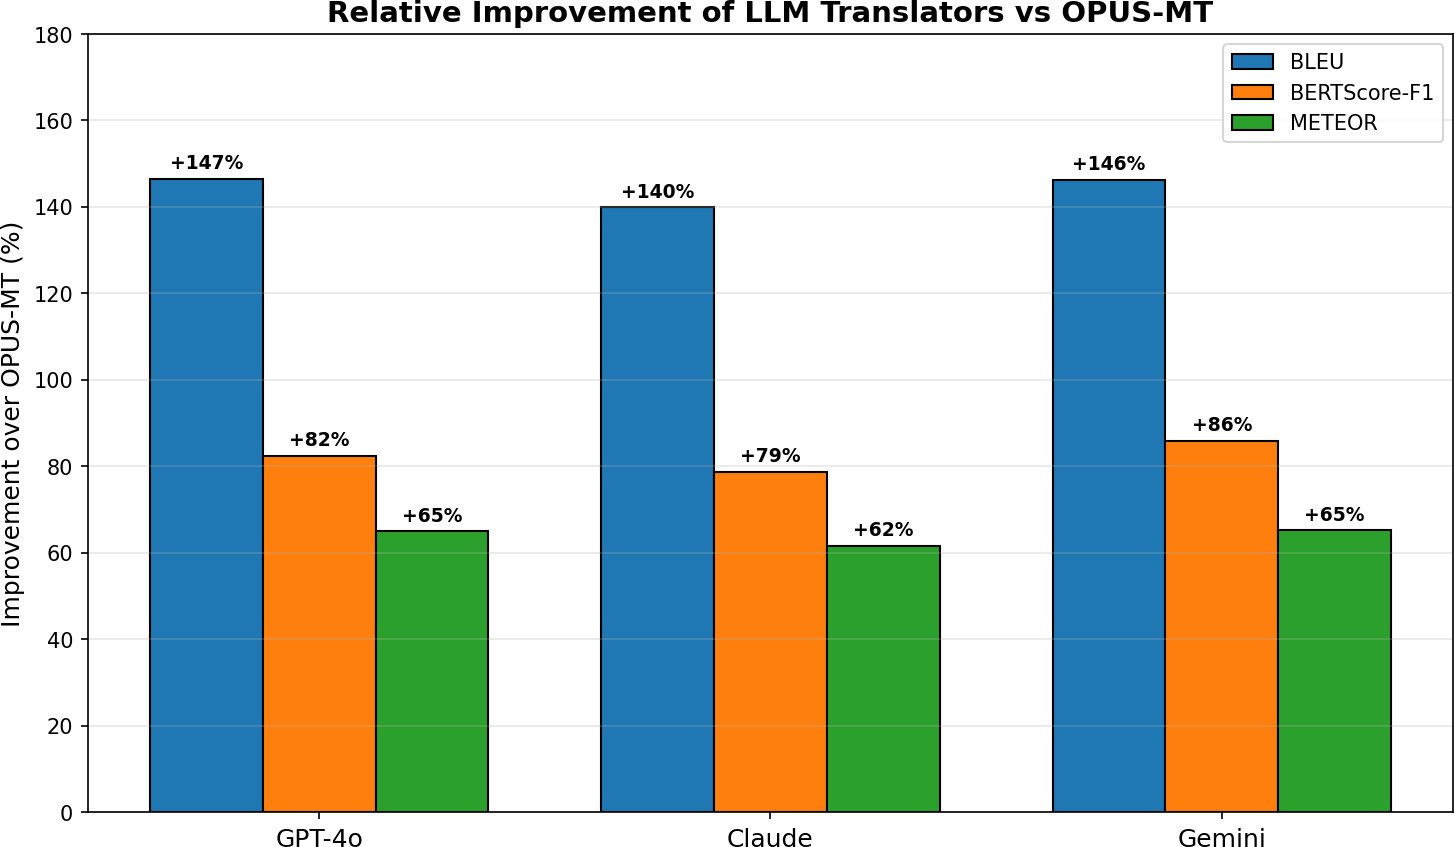 Relative Improvement of LLM Translators vs OPUS-MT
Improvement over OPUS-MT (%)
180
160
140
120
100
80
60
40
20
0
BLEU
BERTScore-F1
METEOR
+147%
+82%
+65%
+140%
+79%
+62%
+146%
+86%
+65%
GPT-4o
Claude
Gemini